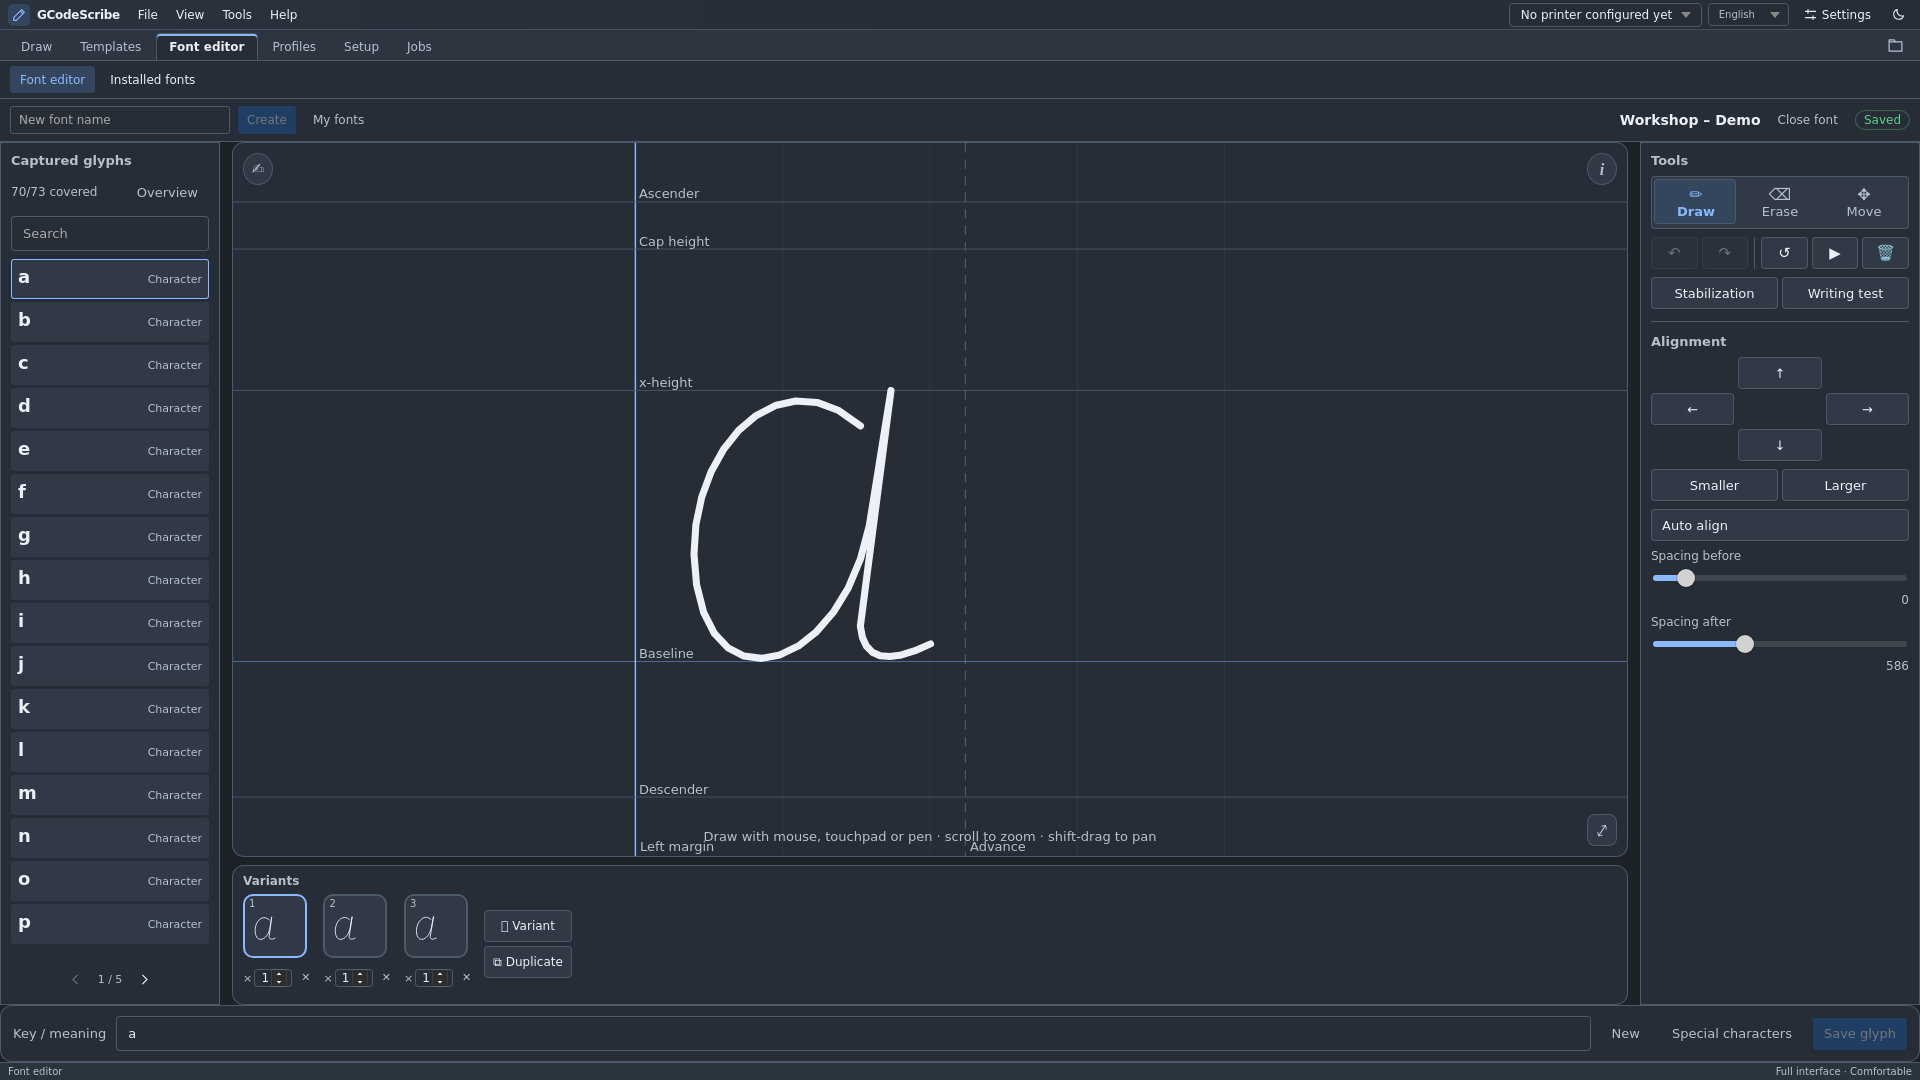 GCodeScribe File View Tools Help No printer configured yet English Settings
Draw Templates Font editor Profiles Setup Jobs
Font editor Installed fonts
New font name Create My fonts Workshop – Demo Close font Saved
Captured glyphs
70/73 covered Overview
Search
a Character
b Character
c Character
d Character
e Character
f Character
g Character
h Character
i Character
j Character
k Character
l Character
m Character
n Character
o Character
p Character
1 / 5
Ascender
Cap height
x-height
a
Baseline
Descender
Draw with mouse, touchpad or pen · scroll to zoom · shift-drag to pan
Left margin Advance
Variants
1 a 2 a 3 a
Variant
Duplicate
× 1 × × 1 × × 1 ×
Tools
Draw Erase Move
Stabilization Writing test
Alignment
↑
← →
↓
Smaller Larger
Auto align
Spacing before
0
Spacing after
586
Key / meaning a New Special characters Save glyph
Font editor Full interface · Comfortable